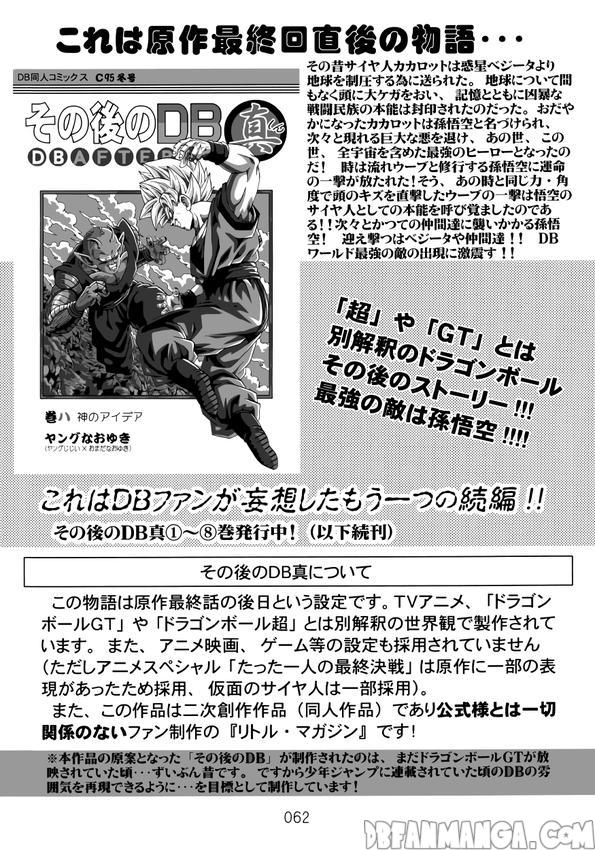 これは原作最終回直後の物語・・・
DB同人コミックス C95冬号
その後のDB真
DBAFTER
巻八 神のアイデア
ヤングなおゆき
(ヤングじじい×おまだなおゆき)
その昔サイヤ人カカロットは惑星ベジータより
地球を制圧する為に送られた。 地球について間
もなく頭に大ケガをおい、記憶とともに凶暴な
戦闘民族の本能は封印されたのだった。おだや
かになったカカロットは孫悟空と名づけられ、
次々と現れる巨大な悪を退け、あの世、この
世、 全宇宙を含めた最強のヒーローとなったの
だ! 時は流れウーブと修行する孫悟空に運命
の一撃が放たれた!そう、 あの時と同じ力・角
度で頭のキズを直撃したウーブの一撃は悟空の
サイヤ人としての本能を呼び覚ましたのであ
る!!次々とかつての仲間達に襲いかかる孫悟
空! 迎え撃つはベジータや仲間達!! DB
ワールド最強の敵の出現に激震す!!
「超」や「GT」とは
別解釈のドラゴンボール
その後のストーリー!!!
最強の敵は孫悟空!!!!
これはDBファンが妄想したもう一つの続編!!
その後のDB真①～⑧巻発行中! (以下続刊)
その後のDB真について
この物語は原作最終話の後日という設定です。TVアニメ、「ドラゴン
ボールGT」や「ドラゴンボール超」とは別解釈の世界観で製作されて
います。また、アニメ映画、ゲーム等の設定も採用されていません
(ただしアニメスペシャル「たった一人の最終決戦」は原作に一部の表
現があったため採用、仮面のサイヤ人は一部採用)。
また、この作品は二次創作作品(同人作品)であり公式様とは一切
関係のないファン制作の『リトル・マガジン』です!
※本作品の原案となった「その後のDB」が制作されたのは、まだドラゴンボールGTが放
映されていた頃・・・ずいぶん昔です。ですから少年ジャンプに連載されていた頃のDBの雰
囲気を再現できるように・・・を目標として制作しています!
062
DBFANMANGA.COM